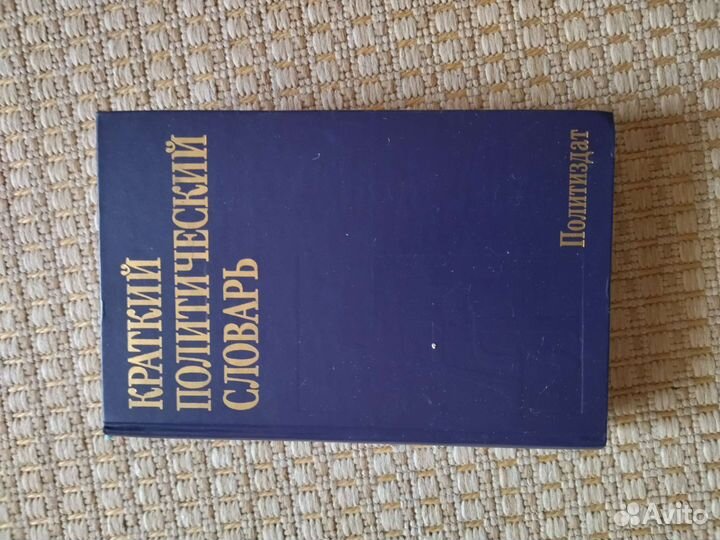 КРАТКИЙ
ПОЛИТИЧЕСКИЙ
СЛОВАРЬ
Политиздат
Avito